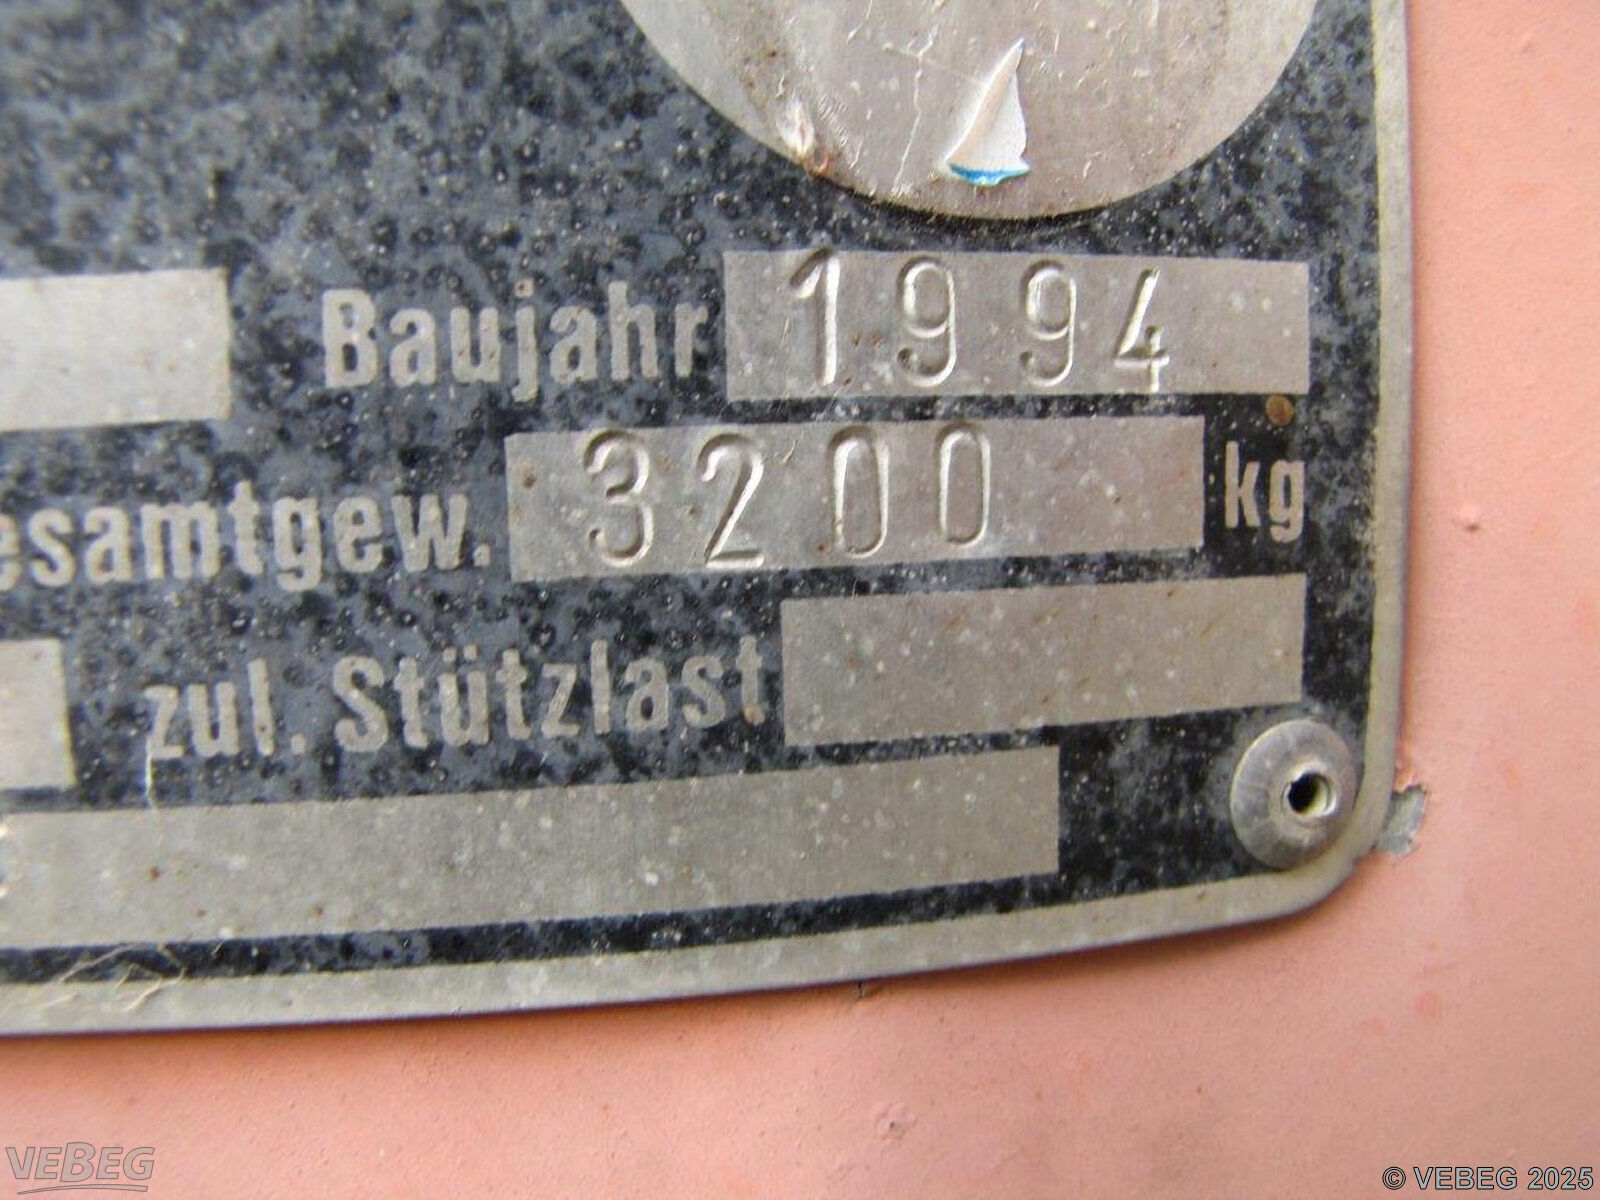 Baujahr 1994
esamtgew. 3200 kg
zul. Stützlast
VEBEG
© VEBEG 2025